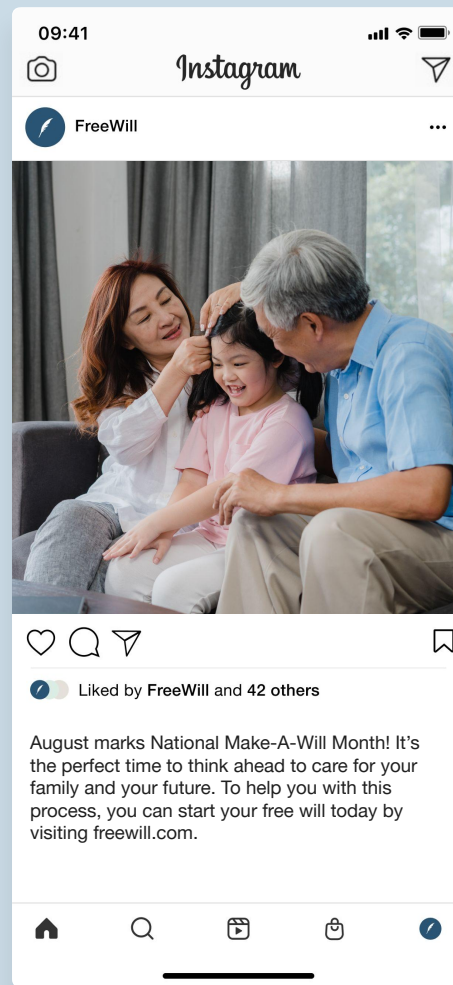 09:41
Instagram
FreeWill
Liked by FreeWill and 42 others
August marks National Make-A-Will Month! It’s
the perfect time to think ahead to care for your
family and your future. To help you with this
process, you can start your free will today by
visiting freewill.com.